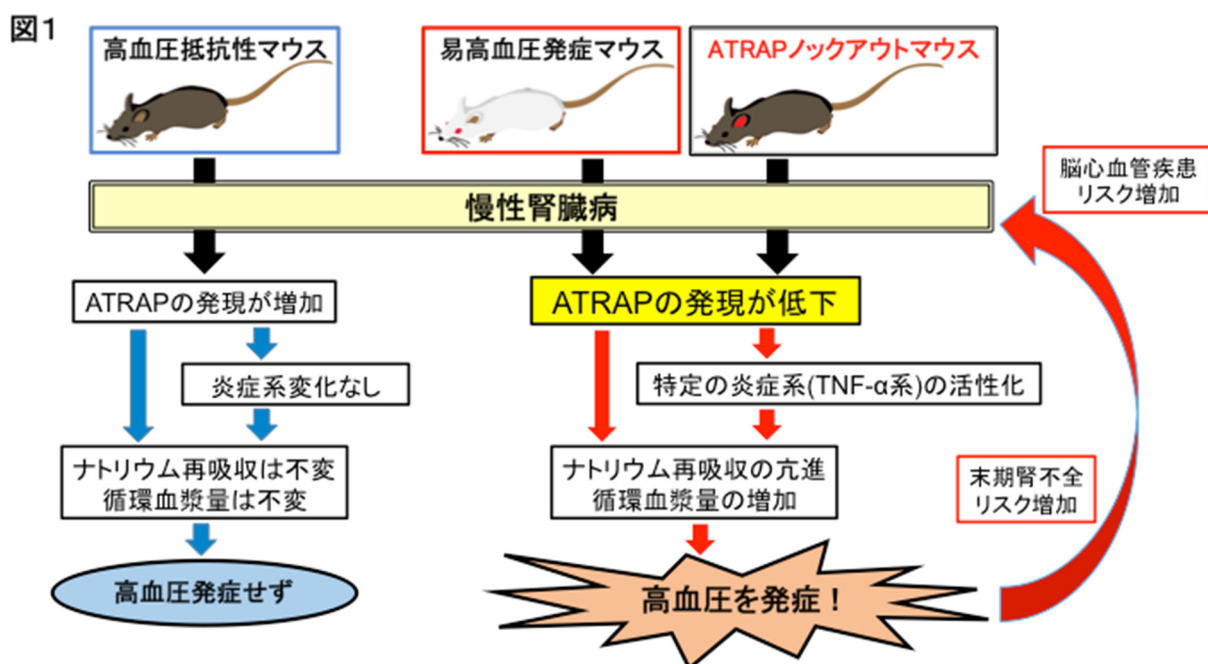 図1
高血圧抵抗性マウス
易高血圧発症マウス
ATRAPノックアウトマウス
脳心血管疾患
リスク増加
慢性腎臓病
ATRAPの発現が増加
ATRAPの発現が低下
炎症系変化なし
特定の炎症系(TNF-α系)の活性化
ナトリウム再吸収は不変
循環血漿量は不変
ナトリウム再吸収の亢進
循環血漿量の増加
末期腎不全
リスク増加
高血圧発症せず
高血圧を発症！